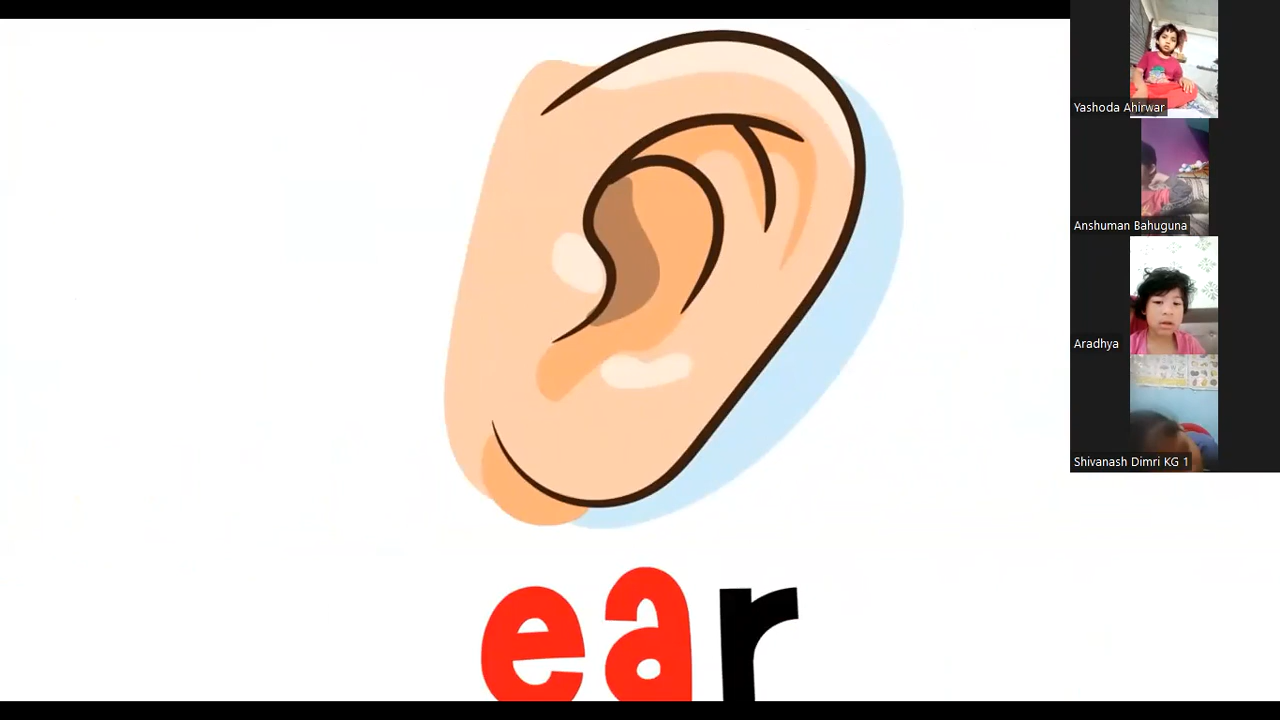 ear
Yashoda Ahirwar
Anshuman Bahuguna
Aradhya
Shivanash Dimri KG 1